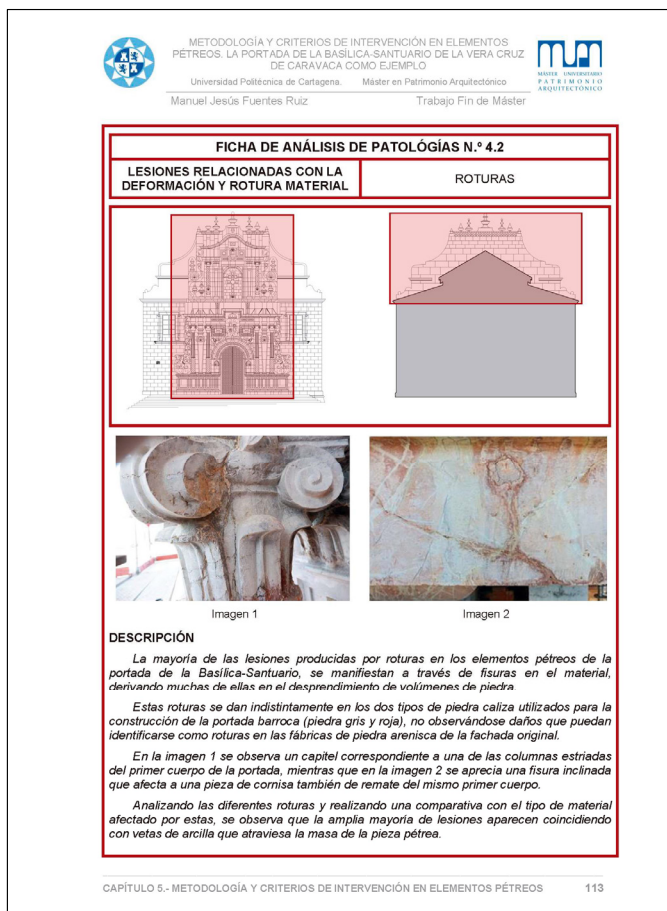 METODOLOGÍA Y CRITERIOS DE INTERVENCIÓN EN ELEMENTOS
PÉTREOS. LA PORTADA DE LA BASÍLICA-SANTUARIO DE LA VERA CRUZ
DE CARAVACA COMO EJEMPLO
Universidad Politécnica de Cartagena. Máster en Patrimonio Arquitectónico
Manuel Jesús Fuentes Ruiz Trabajo Fin de Máster
MÁSTER UNIVERSITARIO
PATRIMONIO
ARQUITECTÓNICO
FICHA DE ANÁLISIS DE PATOLÓGÍAS N.º 4.2
LESIONES RELACIONADAS CON LA
DEFORMACIÓN Y ROTURA MATERIAL
ROTURAS
Imagen 1
Imagen 2
DESCRIPCIÓN
La mayoría de las lesiones producidas por roturas en los elementos pétreos de la
portada de la Basílica-Santuario, se manifiestan a través de fisuras en el material,
derivando muchas de ellas en el desprendimiento de volúmenes de piedra.
Estas roturas se dan indistintamente en los dos tipos de piedra caliza utilizados para la
construcción de la portada barroca (piedra gris y roja), no observándose daños que puedan
identificarse como roturas en las fábricas de piedra arenisca de la fachada original.
En la imagen 1 se observa un capitel correspondiente a una de las columnas estriadas
del primer cuerpo de la portada, mientras que en la imagen 2 se aprecia una fisura inclinada
que afecta a una pieza de cornisa también de remate del mismo primer cuerpo.
Analizando las diferentes roturas y realizando una comparativa con el tipo de material
afectado por estas, se observa que la amplia mayoría de lesiones aparecen coincidiendo
con vetas de arcilla que atraviesa la masa de la pieza pétrea.
CAPÍTULO 5.- METODOLOGÍA Y CRITERIOS DE INTERVENCIÓN EN ELEMENTOS PÉTREOS 113